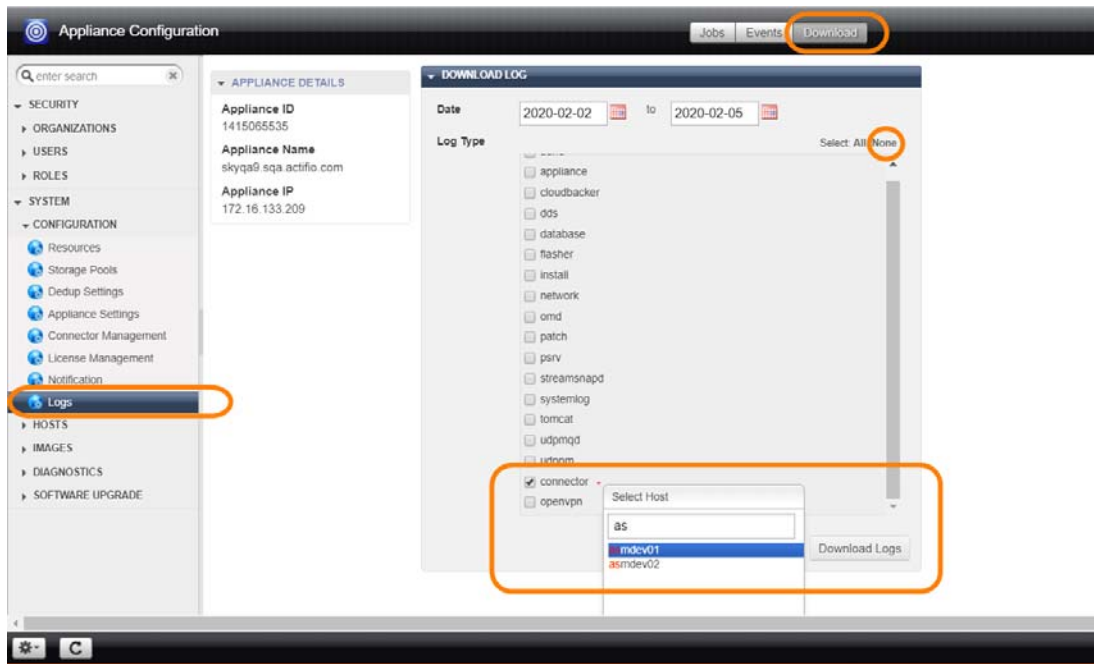 Appliance Configuration
Jobs Events Download
enter search
SECURITY
ORGANIZATIONS
USERS
ROLES
SYSTEM
CONFIGURATION
Resources
Storage Pools
Dedup Settings
Appliance Settings
Connector Management
License Management
Notification
Logs
HOSTS
IMAGES
DIAGNOSTICS
SOFTWARE UPGRADE
APPLIANCE DETAILS
Appliance ID
1415065535
Appliance Name
skyqa9.sqa.actifio.com
Appliance IP
172.16.133.209
DOWNLOAD LOG
Date 2020-02-02 to 2020-02-05
Log Type Select: All None
appliance
cloudbacker
dds
database
flasher
install
network
omd
patch
psrv
streamsnapd
systemlog
tomcat
udpmqd
connector
openvpn
Select Host
as
asmdev01
asmdev02
Download Logs